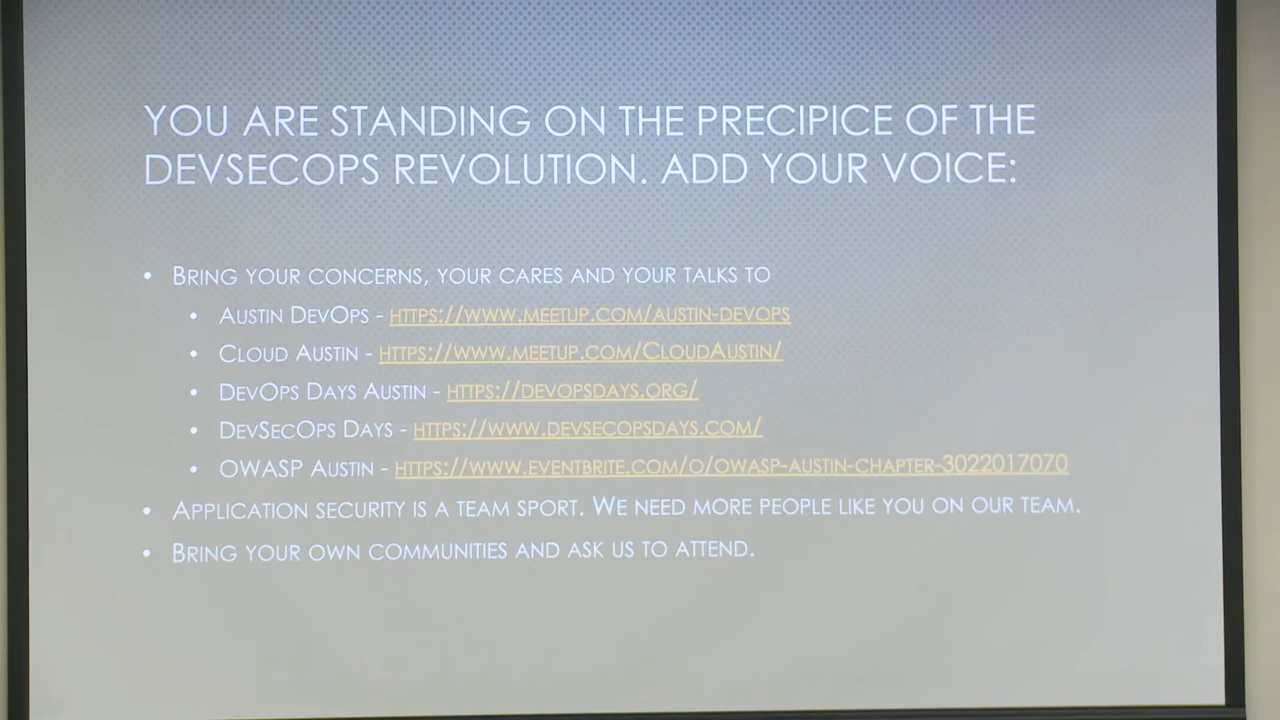 YOU ARE STANDING ON THE PRECIPICE OF THE
DEVSECOPS REVOLUTION. ADD YOUR VOICE:
• BRING YOUR CONCERNS, YOUR CARES AND YOUR TALKS TO
• AUSTIN DEVOPS - HTTPS://WWW.MEETUP.COM/AUSTIN-DEVOPS
• CLOUD AUSTIN - HTTPS://WWW.MEETUP.COM/CLOUDAUSTIN/
• DEVOPS DAYS AUSTIN - HTTPS://DEVOPSDAYS.ORG/
• DEVSECOPS DAYS - HTTPS://WWW.DEVSECOPSDAYS.COM/
• OWASP AUSTIN - HTTPS://WWW.EVENTBRITE.COM/O/OWASP-AUSTIN-CHAPTER-3022017070
• APPLICATION SECURITY IS A TEAM SPORT. WE NEED MORE PEOPLE LIKE YOU ON OUR TEAM.
• BRING YOUR OWN COMMUNITIES AND ASK US TO ATTEND.